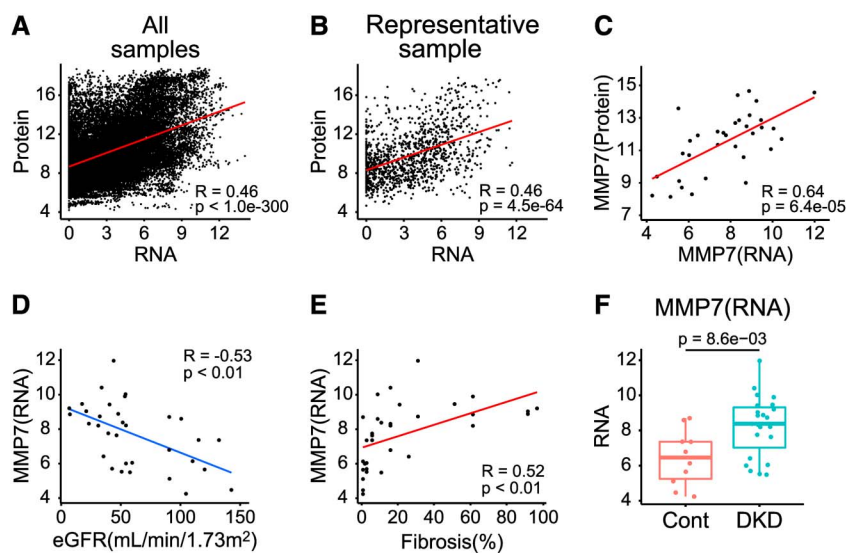 A
All
samples
Protein
16
12
8
4
0
3
6
9
12
RNA
R = 0.46
p < 1.0e-300
B
Representative
sample
Protein
16
12
8
4
0
3
6
9
12
RNA
R = 0.46
p = 4.5e-64
C
MMP7(Protein)
15
13
11
9
7
4
6
8
10
12
MMP7(RNA)
R = 0.64
p = 6.4e-05
D
MMP7(RNA)
12
10
8
6
4
0
50
100
150
eGFR(mL/min/1.73m²)
R = -0.53
p < 0.01
E
MMP7(RNA)
12
10
8
6
4
0
20
40
60
80
100
Fibrosis(%)
R = 0.52
p < 0.01
F
MMP7(RNA)
p = 8.6e−03
RNA
12
10
8
6
4
Cont
DKD